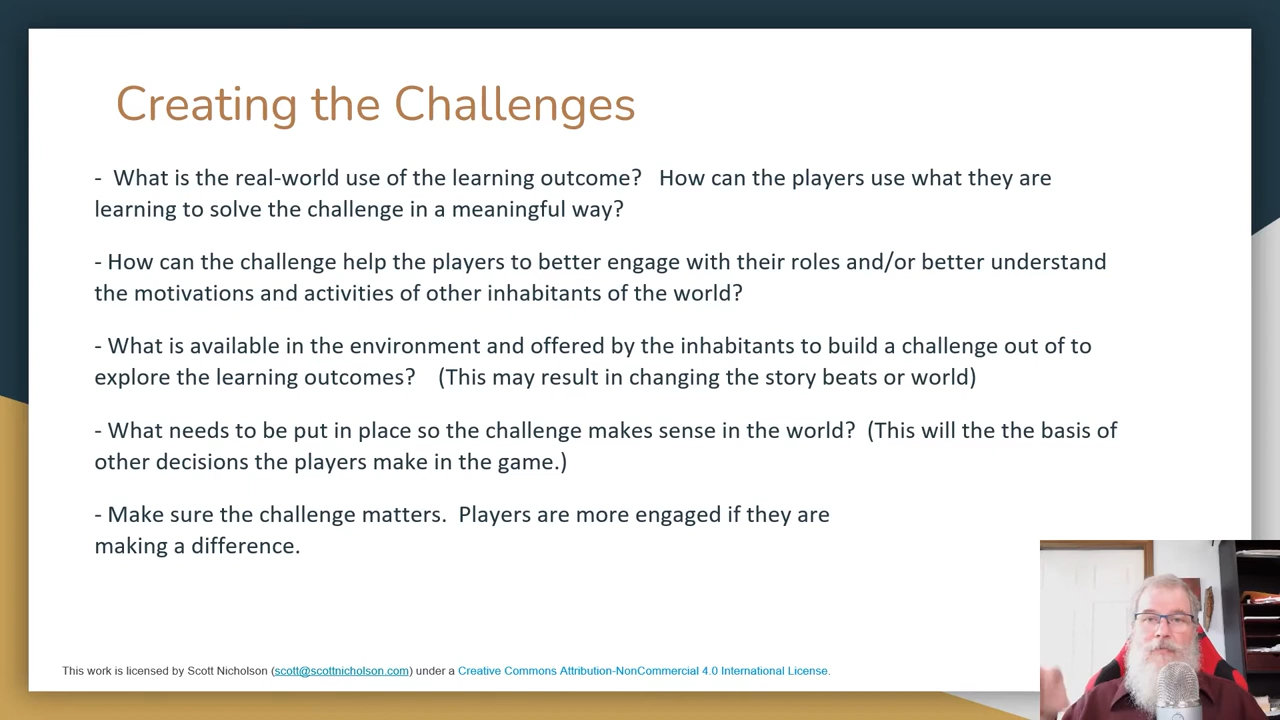 Creating the Challenges
- What is the real-world use of the learning outcome? How can the players use what they are
learning to solve the challenge in a meaningful way?
- How can the challenge help the players to better engage with their roles and/or better understand
the motivations and activities of other inhabitants of the world?
- What is available in the environment and offered by the inhabitants to build a challenge out of to
explore the learning outcomes? (This may result in changing the story beats or world)
- What needs to be put in place so the challenge makes sense in the world? (This will the the basis of
other decisions the players make in the game.)
- Make sure the challenge matters. Players are more engaged if they are
making a difference.
This work is licensed by Scott Nicholson (scott@scottnicholson.com) under a Creative Commons Attribution-NonCommercial 4.0 International License.